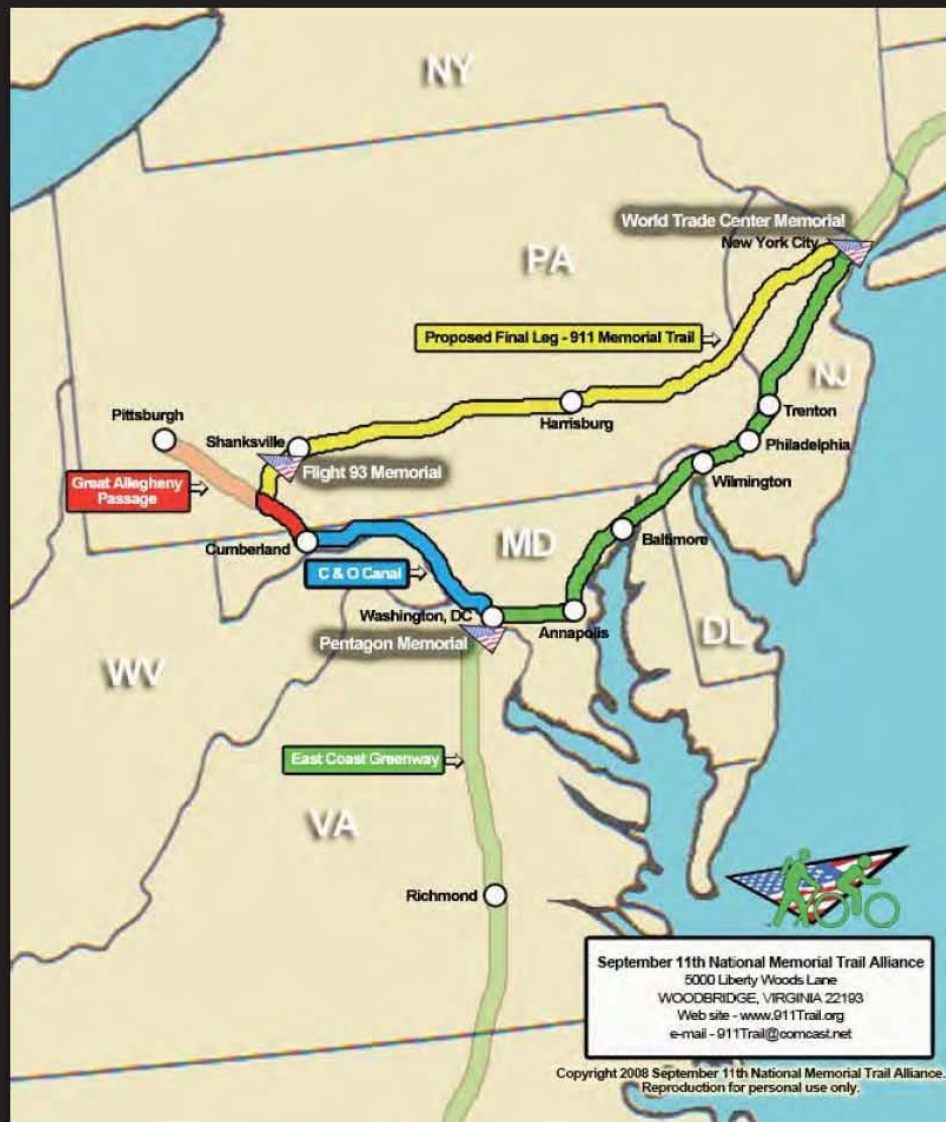 NY
World Trade Center Memorial
New York City
PA
Proposed Final Leg - 911 Memorial Trail
NJ
Pittsburgh
Harrisburg
Trenton
Shanksville
Philadelphia
Flight 93 Memorial
Wilmington
Great Allegheny
Passage
Cumberland
MD
Baltimore
C & O Canal
Washington, DC
Annapolis
Pentagon Memorial
DL
WV
East Coast Greenway
VA
Richmond
September 11th National Memorial Trail Alliance
5000 Liberty Woods Lane
WOODBRIDGE, VIRGINIA 22193
Web site - www.911Trail.org
e-mail - 911Trail@comcast.net
Copyright 2008 September 11th National Memorial Trail Alliance.
Reproduction for personal use only.